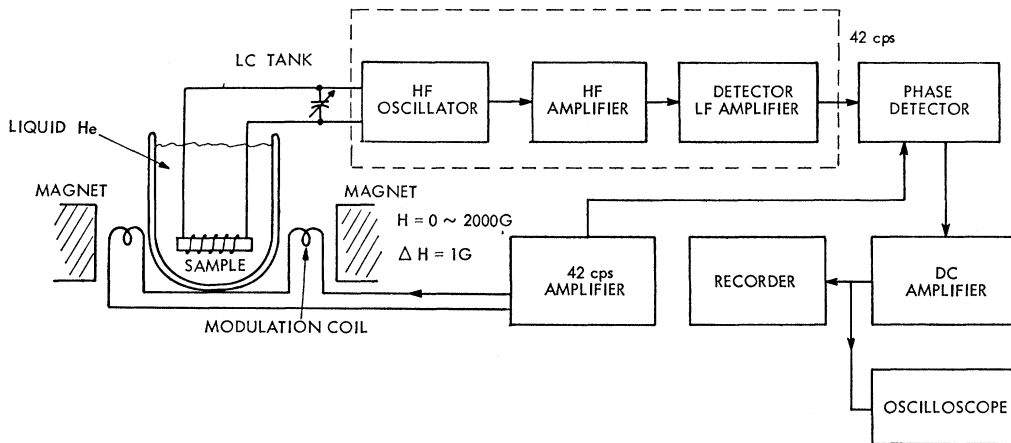 LC TANK
42 cps
HF
OSCILLATOR
HF
AMPLIFIER
DETECTOR
LF AMPLIFIER
PHASE
DETECTOR
LIQUID He
MAGNET
MAGNET
H = 0 ~ 2000G
ΔH = 1G
SAMPLE
42 cps
AMPLIFIER
RECORDER
DC
AMPLIFIER
MODULATION COIL
OSCILLOSCOPE